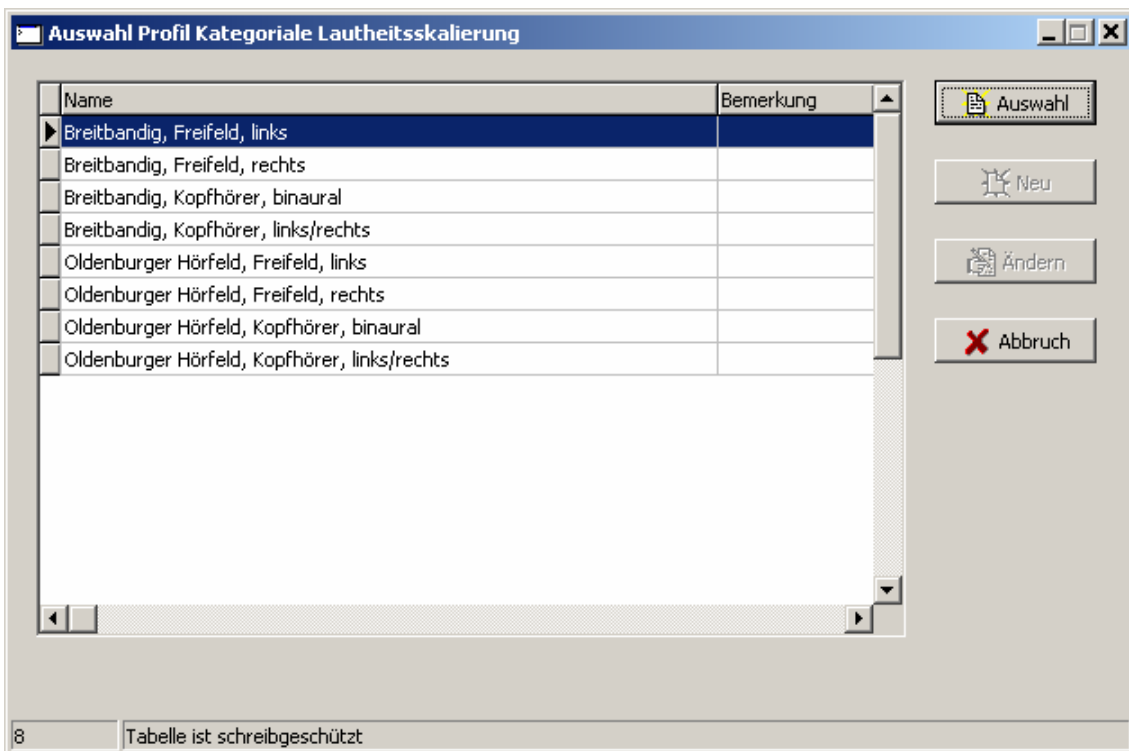 Auswahl Profil Kategoriale Lautheitsskalierung
Name Bemerkung
Breitbandig, Freifeld, links
Breitbandig, Freifeld, rechts
Breitbandig, Kopfhörer, binaural
Breitbandig, Kopfhörer, links/rechts
Oldenburger Hörfeld, Freifeld, links
Oldenburger Hörfeld, Freifeld, rechts
Oldenburger Hörfeld, Kopfhörer, binaural
Oldenburger Hörfeld, Kopfhörer, links/rechts
Auswahl
Neu
Ändern
Abbruch
8 Tabelle ist schreibgeschützt